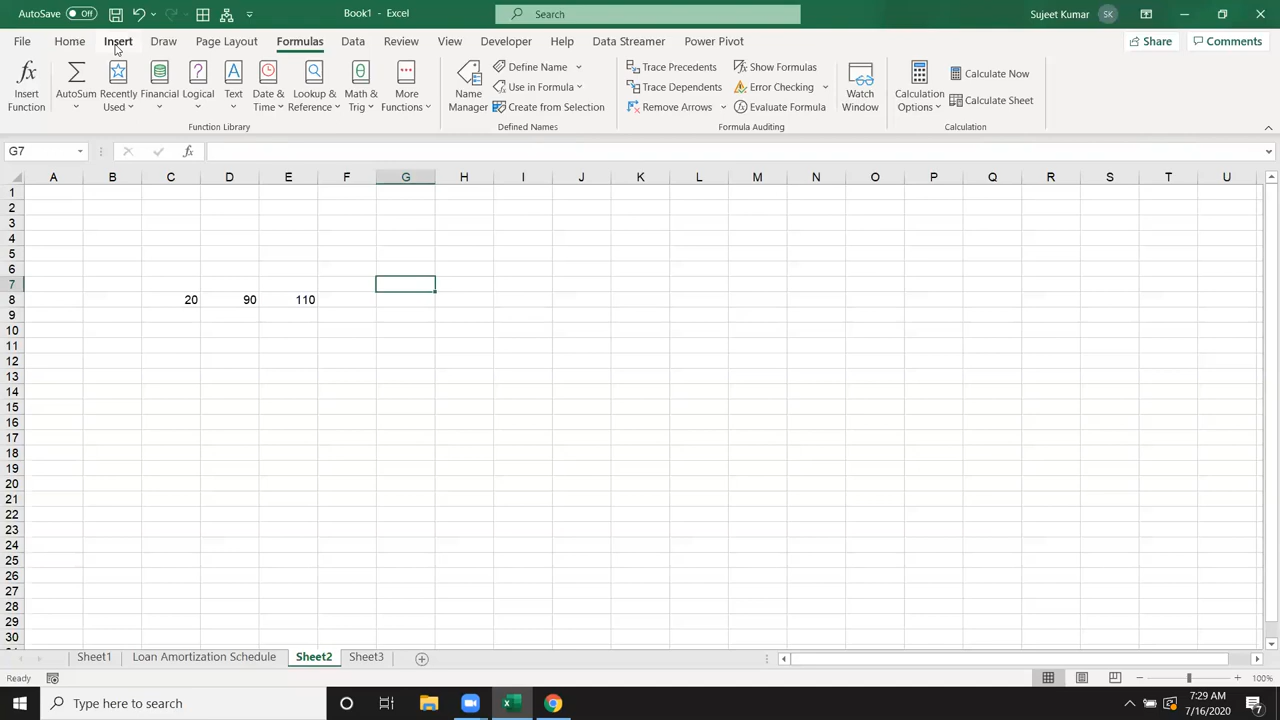 AutoSave Off Book1 - Excel Search Sujeet Kumar SK
File Home Insert Draw Page Layout Formulas Data Review View Developer Help Data Streamer Power Pivot Share Comments
Insert Function
AutoSum
Recently Used
Financial
Logical
Text
Date & Time
Lookup & Reference
Math & Trig
More Functions
Function Library
Name Manager
Define Name
Use in Formula
Create from Selection
Defined Names
Trace Precedents
Trace Dependents
Remove Arrows
Show Formulas
Error Checking
Evaluate Formula
Formula Auditing
Watch Window
Calculation Options
Calculate Now
Calculate Sheet
Calculation
G7 fx
A B C D E F G H I J K L M N O P Q R S T U
1
2
3
4
5
6
7
8 20 90 110
9
10
11
12
13
14
15
16
17
18
19
20
21
22
23
24
25
26
27
28
29
30
Sheet1 Loan Amortization Schedule Sheet2 Sheet3
Ready 100%
Type here to search 7:29 AM
7/16/2020 7